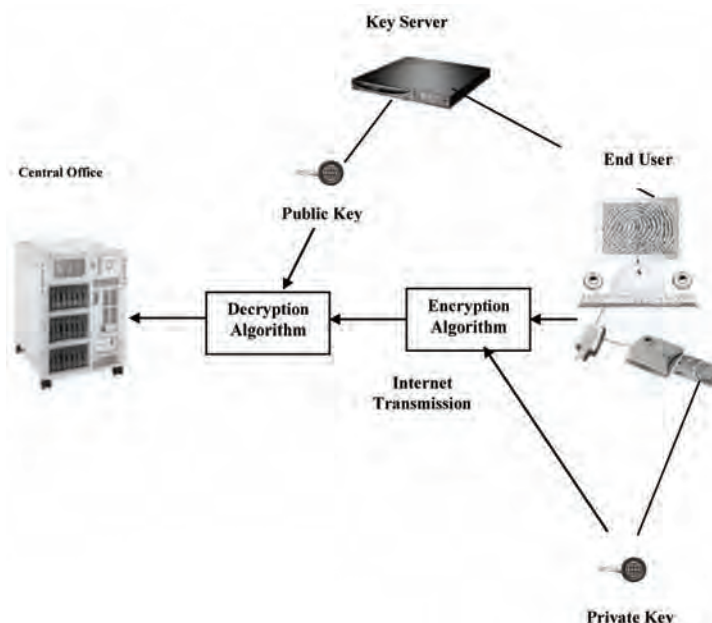 Key Server
End User
Central Office
Public Key
Decryption
Algorithm
Encryption
Algorithm
Internet
Transmission
Private Key